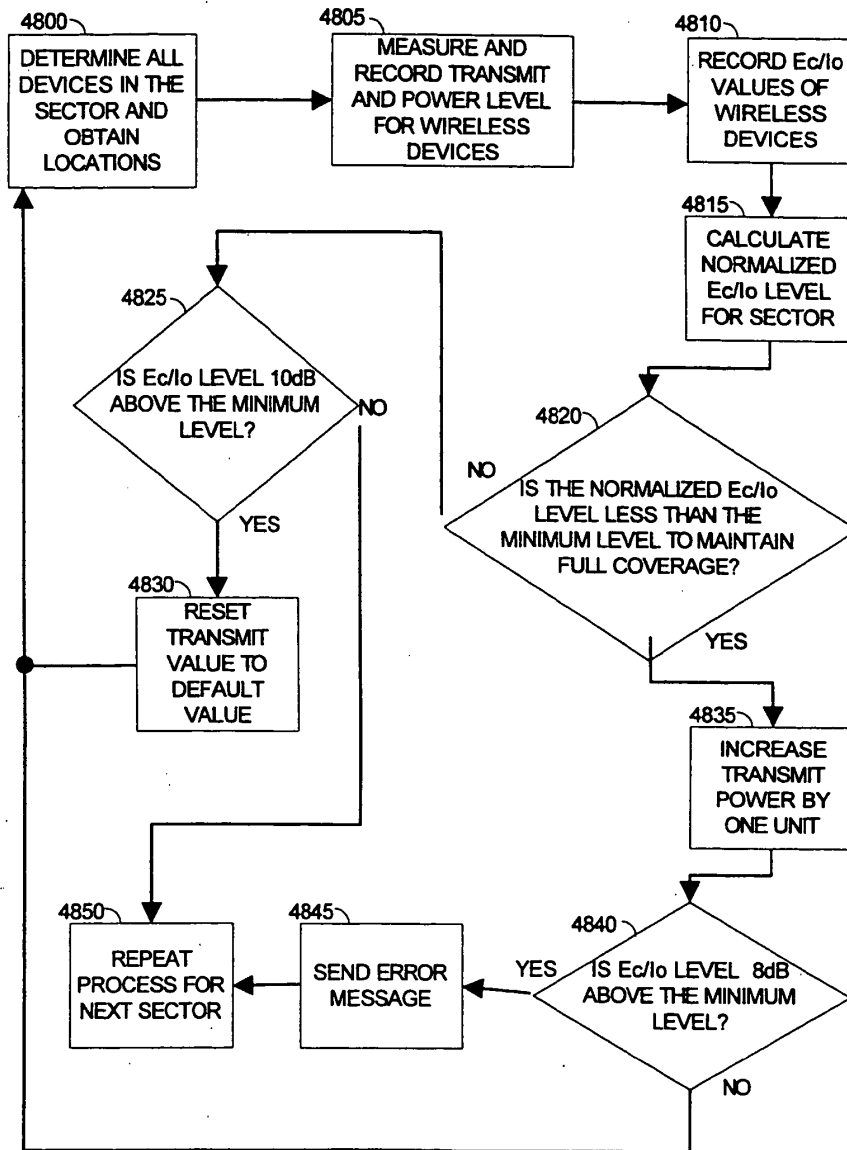 4800
DETERMINE ALL
DEVICES IN THE
SECTOR AND
OBTAIN
LOCATIONS
4805
MEASURE AND
RECORD TRANSMIT
AND POWER LEVEL
FOR WIRELESS
DEVICES
4810
RECORD Ec/Io
VALUES OF
WIRELESS
DEVICES
4815
CALCULATE
NORMALIZED
Ec/Io LEVEL
FOR SECTOR
4820
IS THE NORMALIZED Ec/Io
LEVEL LESS THAN THE
MINIMUM LEVEL TO MAINTAIN
FULL COVERAGE?
NO
YES
4825
IS Ec/Io LEVEL 10dB
ABOVE THE MINIMUM
LEVEL?
NO
YES
4830
RESET
TRANSMIT
VALUE TO
DEFAULT
VALUE
4835
INCREASE
TRANSMIT
POWER BY
ONE UNIT
4840
IS Ec/Io LEVEL 8dB
ABOVE THE MINIMUM
LEVEL?
YES
NO
4845
SEND ERROR
MESSAGE
4850
REPEAT
PROCESS FOR
NEXT SECTOR